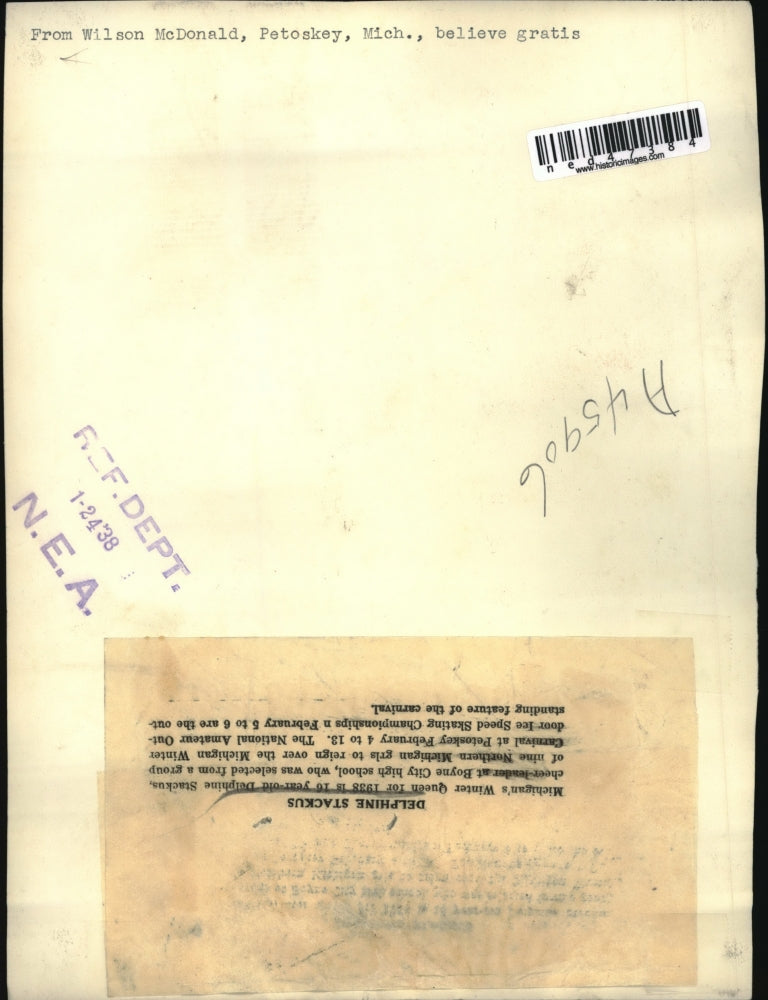 From Wilson McDonald, Petoskey, Mich., believe gratis
ned47384
www.historicimages.com
A45906
REF. DEPT.
1-24'38
N.E.A.
DELPHINE STACKUS
Michigan's Winter Queen for 1938 is 16 year-old Delphine Stackus,
cheer-leader at Boyne City high school, who was selected from a group
of nine Northern Michigan grls to reign over the Michigan Winter
Carnival at Petoskey February 4 to 13. The National Amateur Out-
door Ice Speed Skating Championships n February 5 to 6 are the out-
standing feature of the carnival.